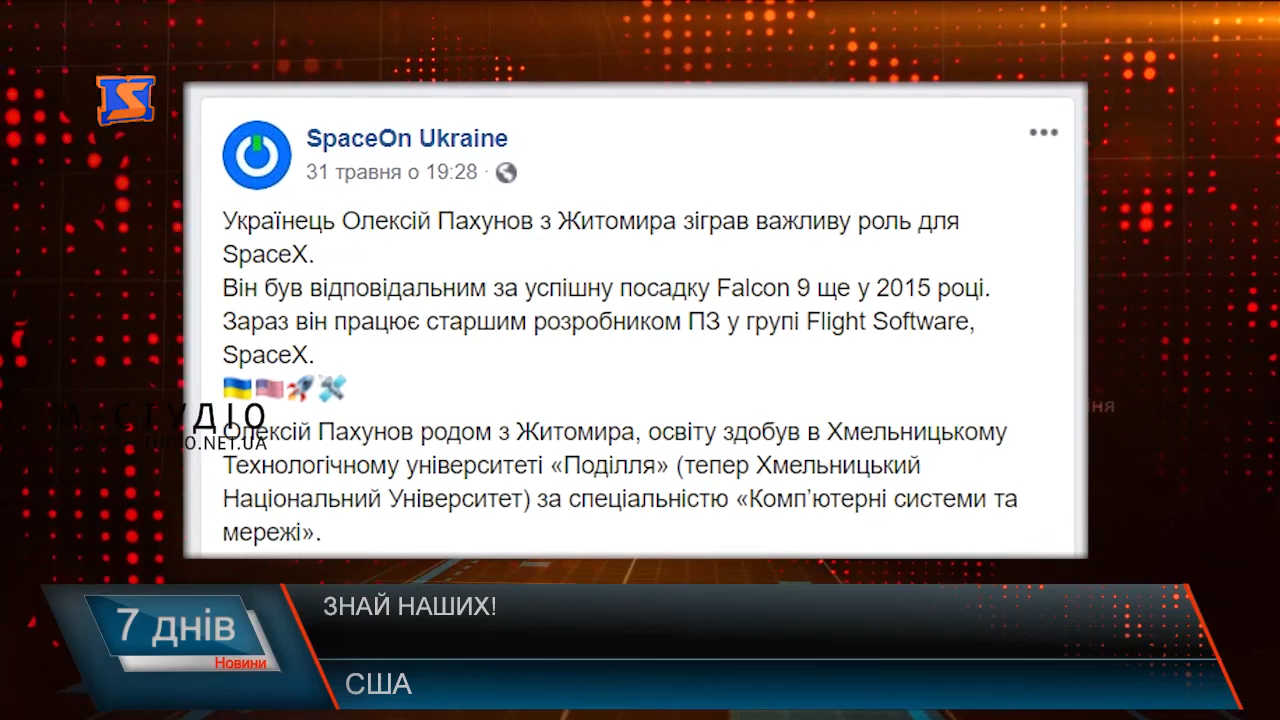 SpaceOn Ukraine
31 травня о 19:28 ·
Українець Олексій Пахунов з Житомира зіграв важливу роль для
SpaceX.
Він був відповідальним за успішну посадку Falcon 9 ще у 2015 році.
Зараз він працює старшим розробником ПЗ у групі Flight Software,
SpaceX.
М-СТУДІО
Олексій Пахунов родом з Житомира, освіту здобув в Хмельницькому
Технологічному університеті «Поділля» (тепер Хмельницький
Національний Університет) за спеціальністю «Комп’ютерні системи та
мережі».
7 днів
Новини
ЗНАЙ НАШИХ!
США